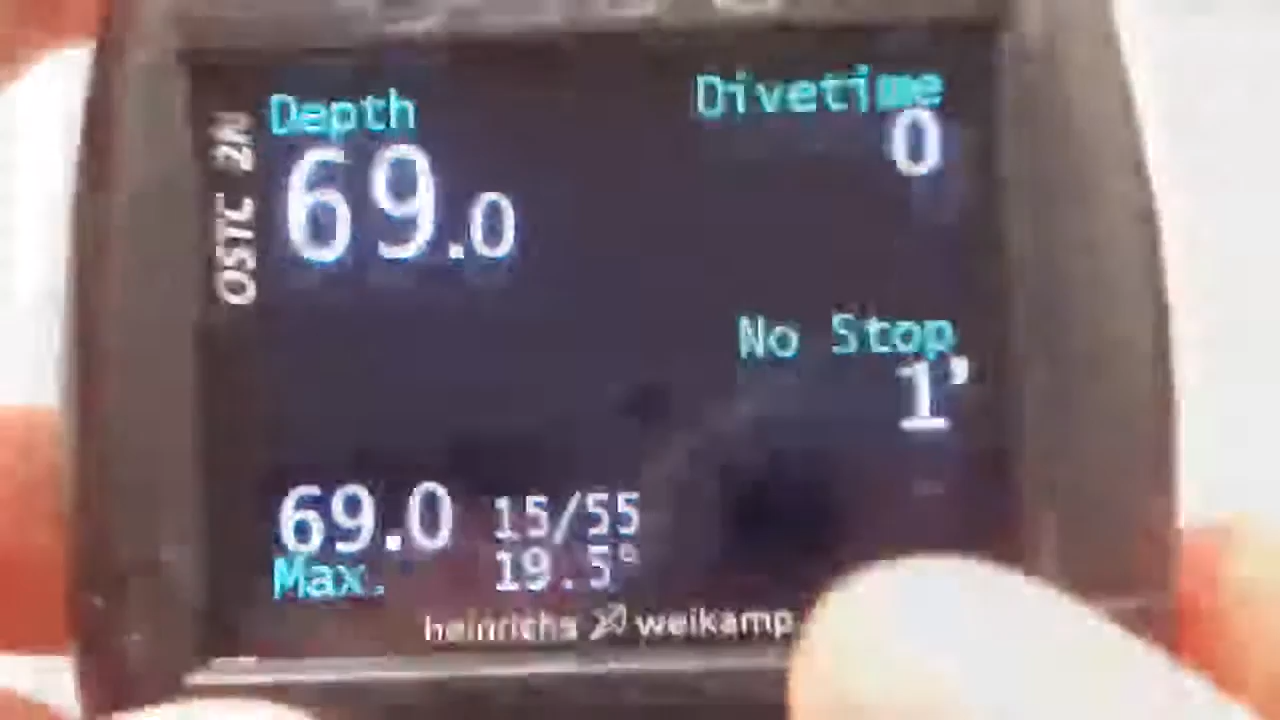 OSTC 2N
Depth
69.0
Divetime
0
No Stop
1'
69.0 15/55
Max. 19.5°
heinrichs weikamp